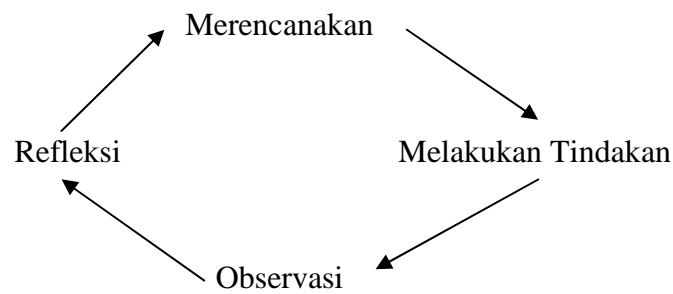 Merencanakan
Refleksi
Melakukan Tindakan
Observasi